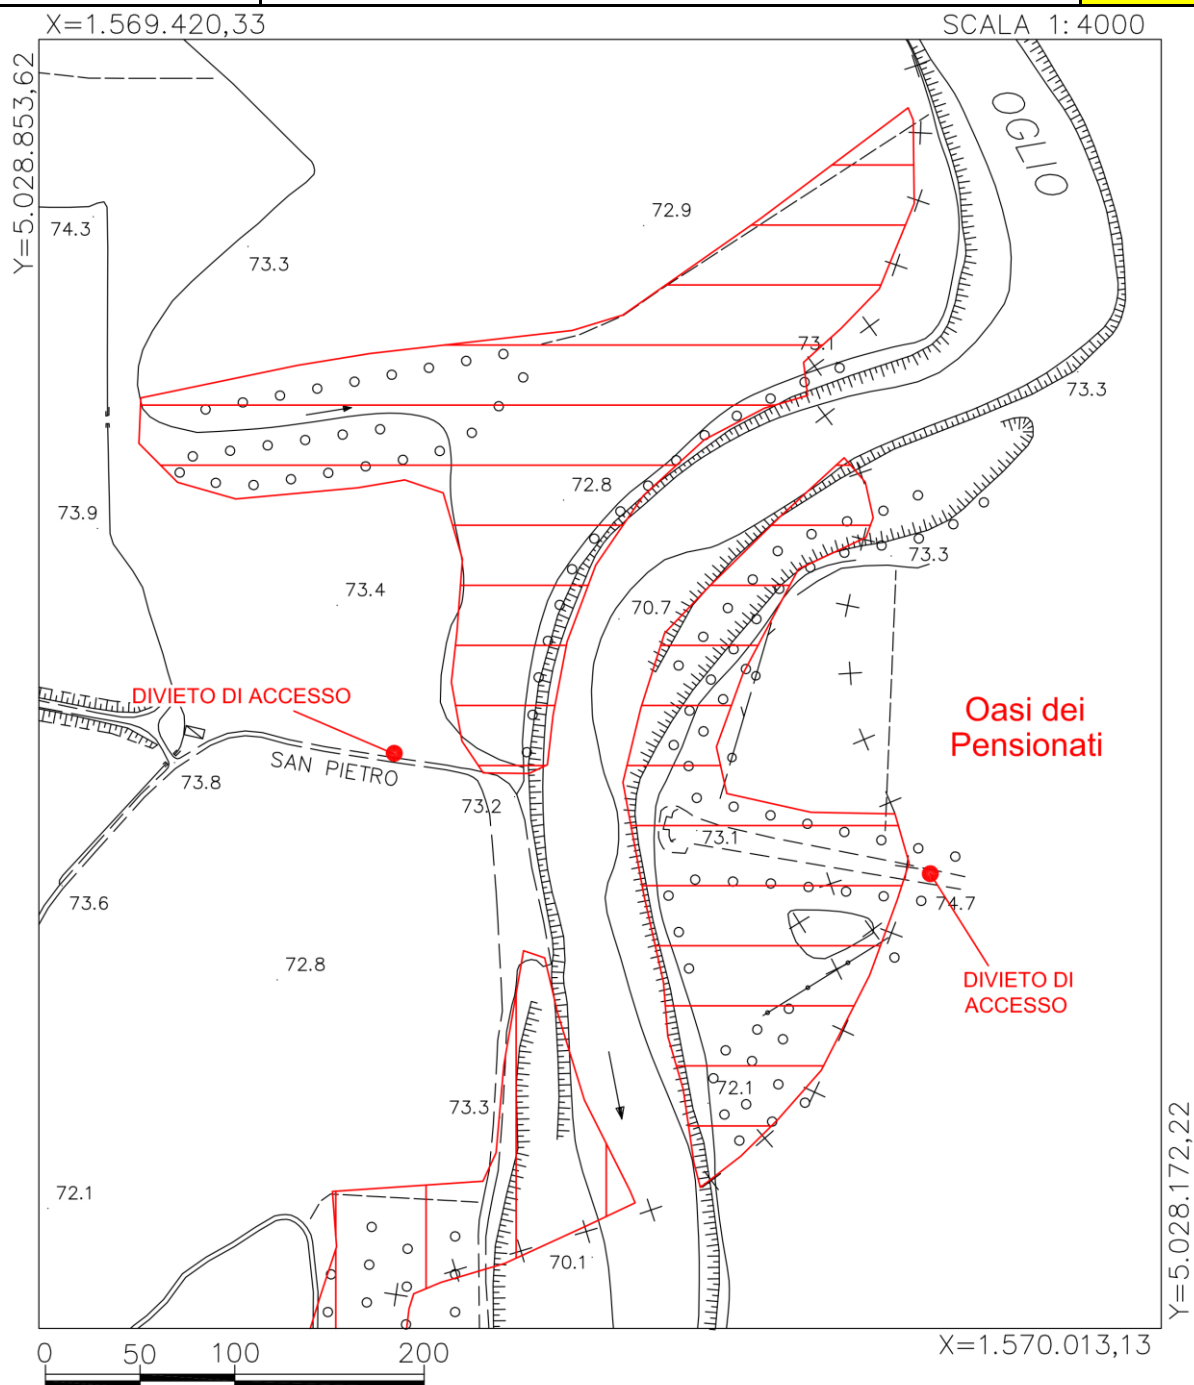 X=1.569.420,33
SCALA 1:4000
Y=5.028.853,62
OGLIO
72.9
74.3
73.3
73.1
73.3
72.8
73.9
73.3
73.4
70.7
DIVIETO DI ACCESSO
Oasi dei
Pensionati
SAN PIETRO
73.8
73.2
73.1
73.6
74.7
72.8
DIVIETO DI
ACCESSO
72.1
73.3
72.1
70.1
Y=5.028.172,22
X=1.570.013,13
0 50 100 200